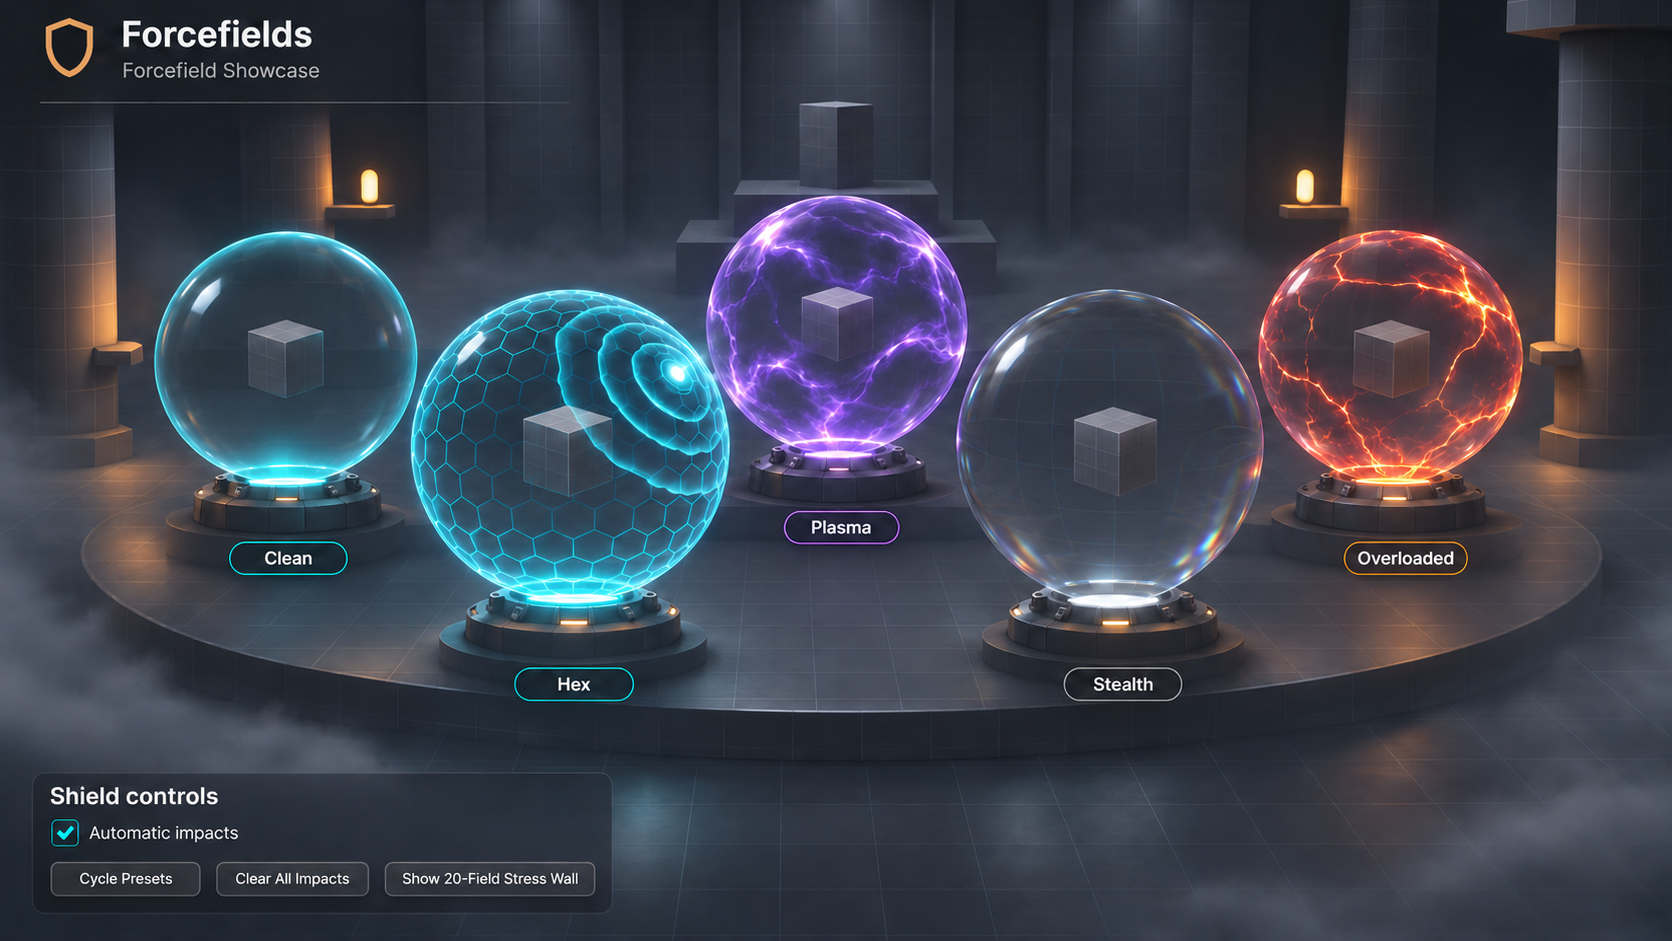 Forcefields
Forcefield Showcase
Plasma
Clean
Overloaded
Hex
Stealth
Shield controls
Automatic impacts
Cycle Presets
Clear All Impacts
Show 20-Field Stress Wall